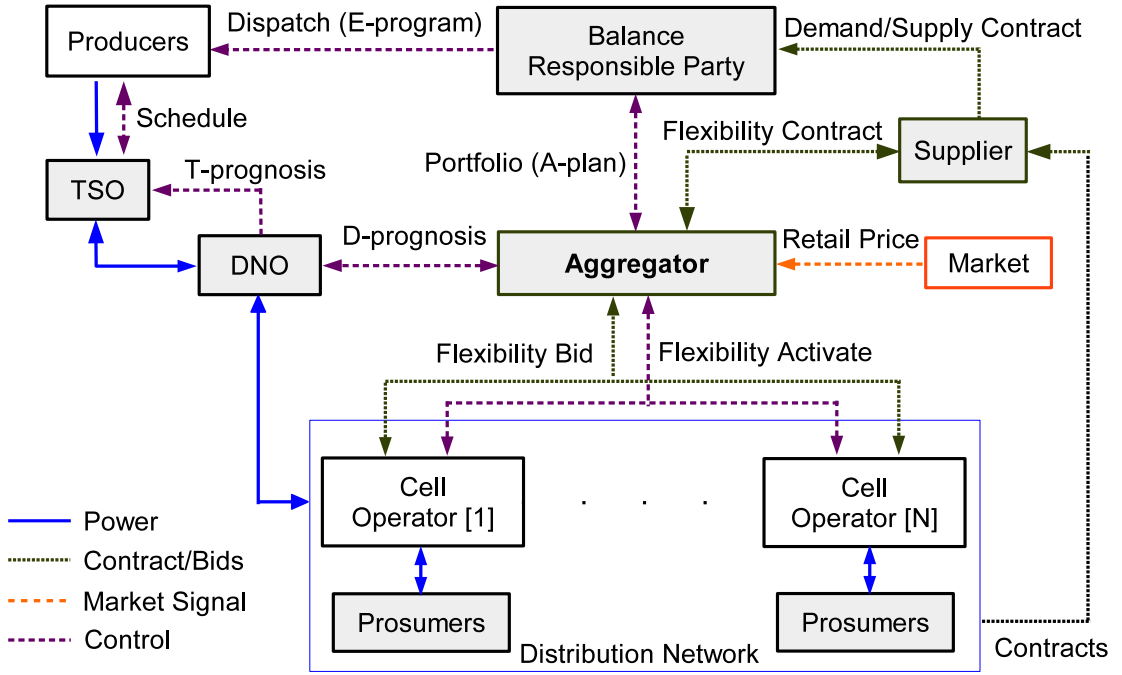 Producers
Dispatch (E-program)
Balance
Responsible Party
Demand/Supply Contract
Schedule
Flexibility Contract
Supplier
TSO
T-prognosis
Portfolio (A-plan)
DNO
D-prognosis
Aggregator
Retail Price
Market
Flexibility Bid
Flexibility Activate
Cell
Operator [1]
. . .
Cell
Operator [N]
Power
Contract/Bids
Market Signal
Control
Prosumers
Prosumers
Distribution Network
Contracts